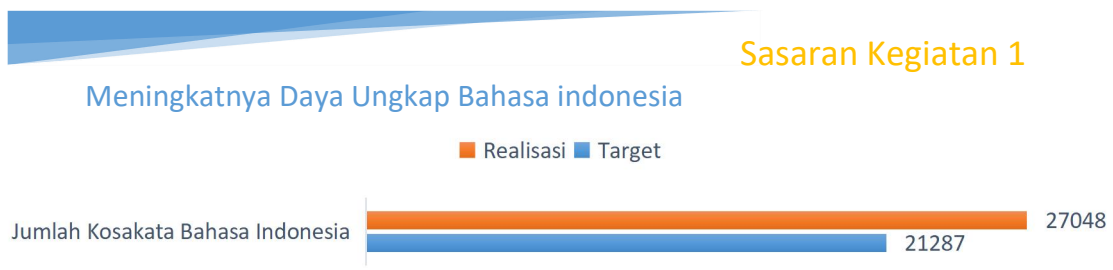 Sasaran Kegiatan 1
Meningkatnya Daya Ungkap Bahasa indonesia
Realisasi Target
Jumlah Kosakata Bahasa Indonesia
27048
21287